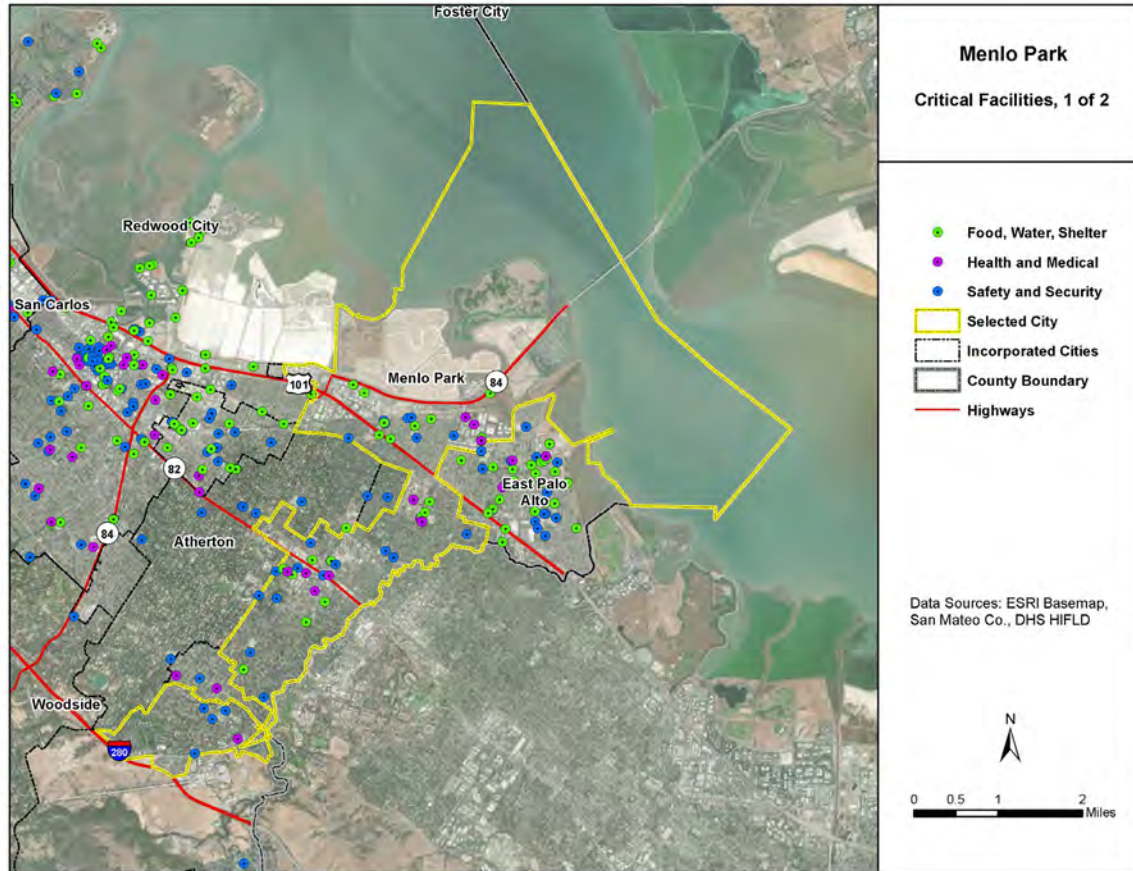 Foster City
Redwood City
San Carlos
Menlo Park
101
84
82
East Palo
Alto
84
Atherton
Woodside
280
Menlo Park
Critical Facilities, 1 of 2
Food, Water, Shelter
Health and Medical
Safety and Security
Selected City
Incorporated Cities
County Boundary
Highways
Data Sources: ESRI Basemap,
San Mateo Co., DHS HIFLD
N
0 0.5 1 2
Miles